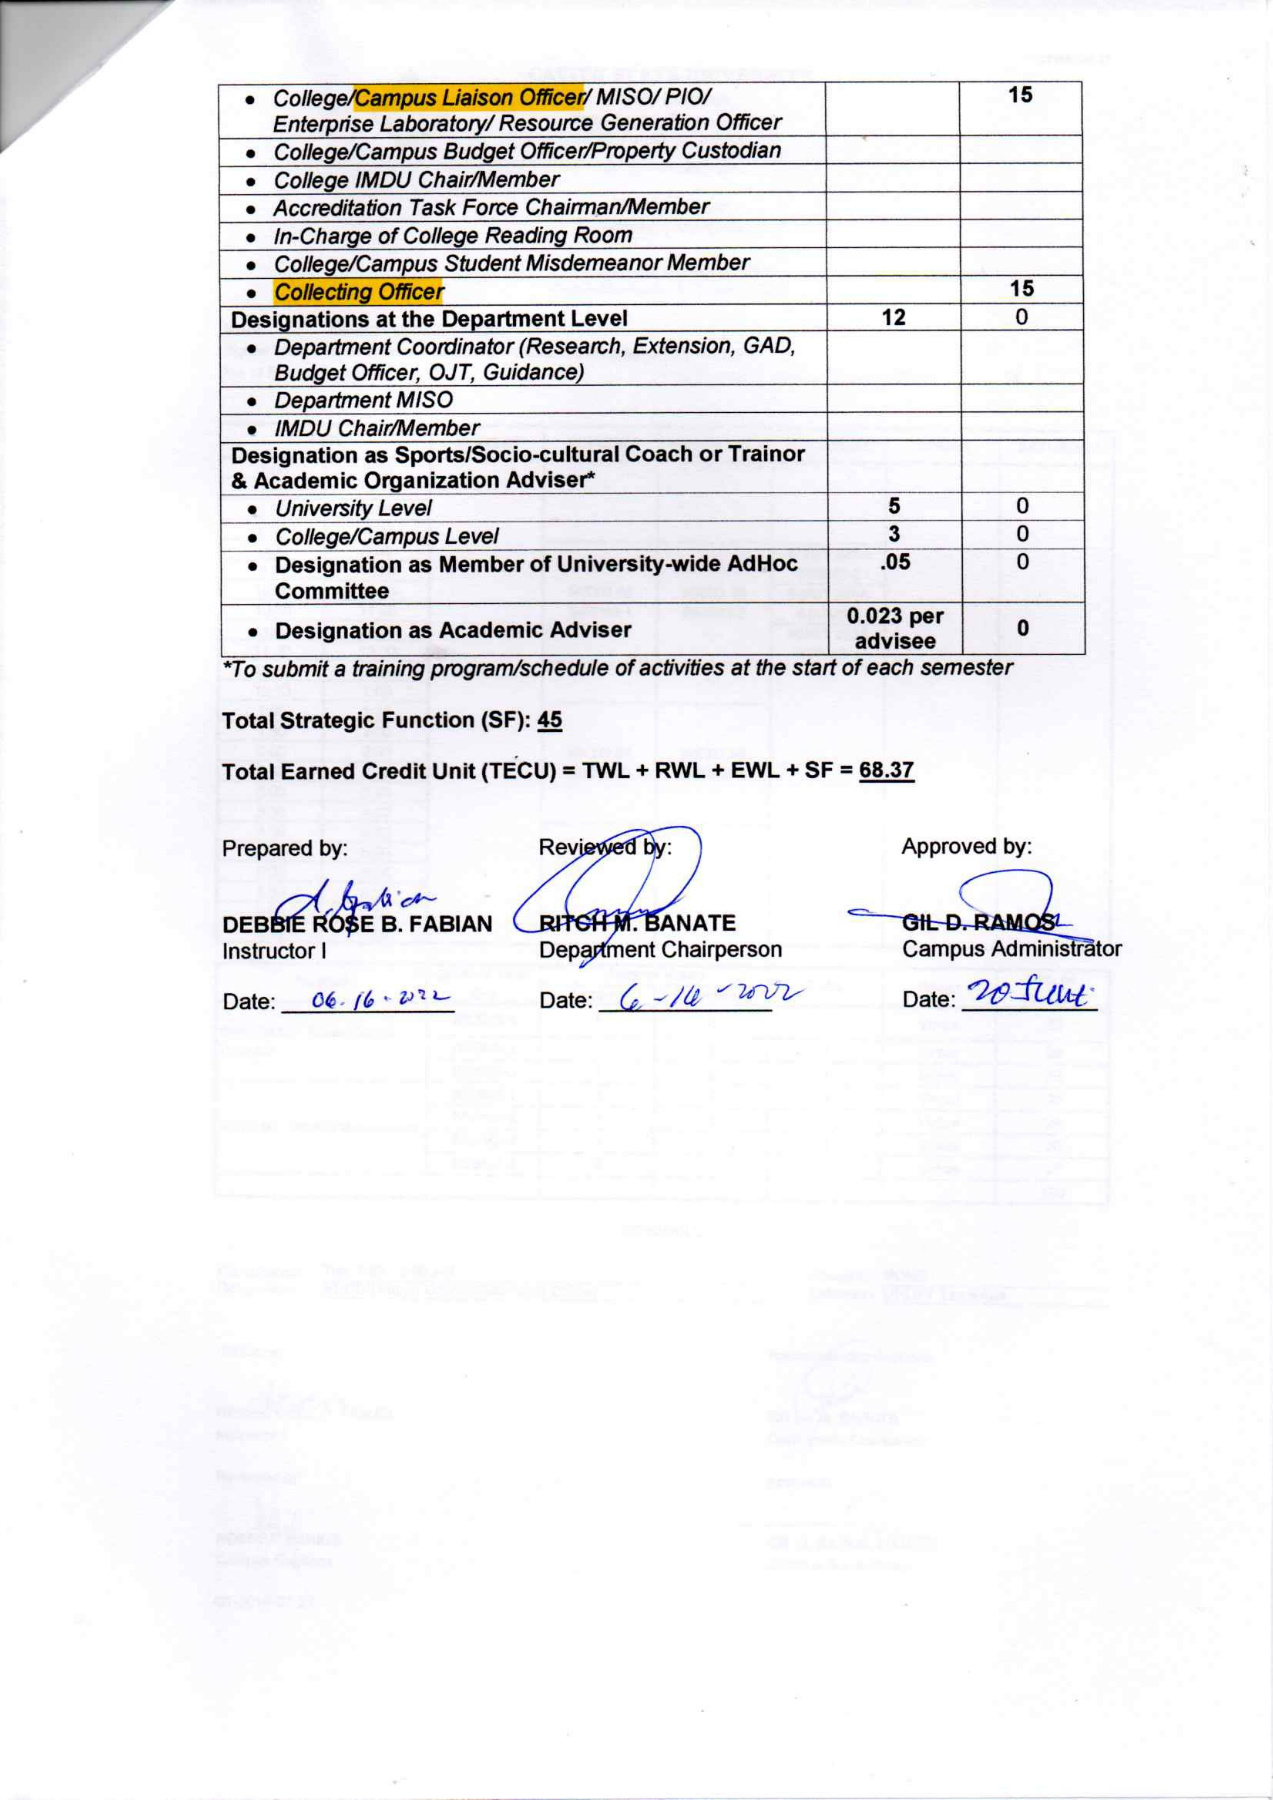 • College/Campus Liaison Officer/ MISO/ PIO/ 15
Enterprise Laboratory/ Resource Generation Officer
• College/Campus Budget Officer/Property Custodian
• College IMDU Chair/Member
• Accreditation Task Force Chairman/Member
• In-Charge of College Reading Room
• College/Campus Student Misdemeanor Member
• Collecting Officer 15
Designations at the Department Level 12 0
• Department Coordinator (Research, Extension, GAD,
Budget Officer, OJT, Guidance)
• Department MISO
• IMDU Chair/Member
Designation as Sports/Socio-cultural Coach or Trainor
& Academic Organization Adviser*
• University Level 5 0
• College/Campus Level 3 0
• Designation as Member of University-wide AdHoc .05 0
Committee
• Designation as Academic Adviser 0.023 per advisee 0
*To submit a training program/schedule of activities at the start of each semester
Total Strategic Function (SF): 45
Total Earned Credit Unit (TECU) = TWL + RWL + EWL + SF = 68.37
Prepared by: Reviewed by: Approved by:
DEBBIE ROSE B. FABIAN RITCH M. BANATE GIL D. RAMOS
Instructor I Department Chairperson Campus Administrator
Date: 06-16-2022 Date: 6-16-2022 Date: 20